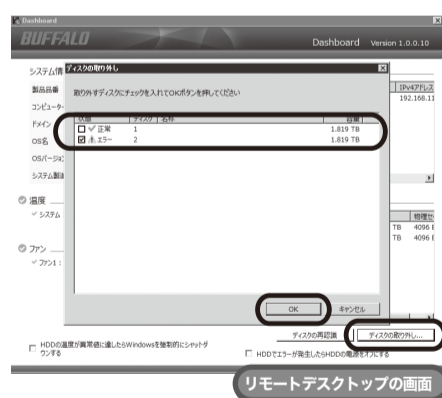 Dashboard
BUFFALO
Dashboard Version 1.0.0.10
システム情
ディスクの取り外し
製品品番
取り外すディスクにチェックを入れてOKボタンを押してください
IPv4アドレス
コンピュータ-
192.168.11
状態 ディスク 名称 容量
ドメイン
正常 1 1.819 TB
OS名
エラー 2 1.819 TB
OSバージョ
システム製造
温度
システム
物理セ
TB 4096 B
TB 4096 B
ファン
ファン1:
OK キャンセル
ディスクの再認識 ディスクの取り外し...
HDDの温度が異常値に達したらWindowsを強制的にシャットダウンする
HDDでエラーが発生したらHDDの電源をオフにする
リモートデスクトップの画面